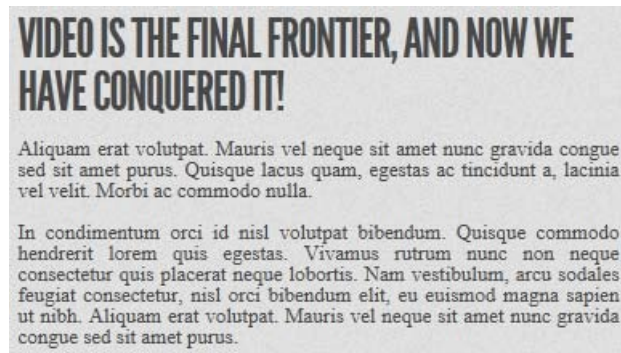 VIDEO IS THE FINAL FRONTIER, AND NOW WE
HAVE CONQUERED IT!
Aliquam erat volutpat. Mauris vel neque sit amet nunc gravida congue
sed sit amet purus. Quisque lacus quam, egestas ac tincidunt a, lacinia
vel velit. Morbi ac commodo nulla.
In condimentum orci id nisl volutpat bibendum. Quisque commodo
hendrerit lorem quis egestas. Vivamus rutrum nunc non neque
consectetur quis placerat neque lobortis. Nam vestibulum, arcu sodales
feugiat consectetur, nisl orci bibendum elit, eu euismod magna sapien
ut nibh. Aliquam erat volutpat. Mauris vel neque sit amet nunc gravida
congue sed sit amet purus.